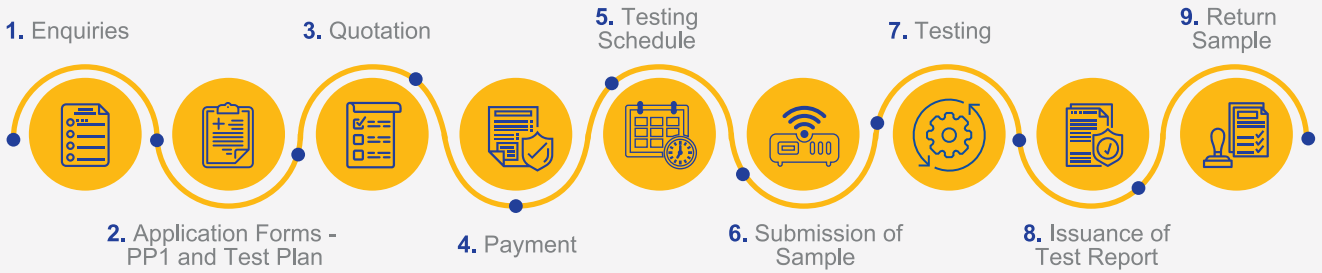 1. Enquiries
2. Application Forms -
PP1 and Test Plan
3. Quotation
4. Payment
5. Testing
Schedule
6. Submission of
Sample
7. Testing
8. Issuance of
Test Report
9. Return
Sample